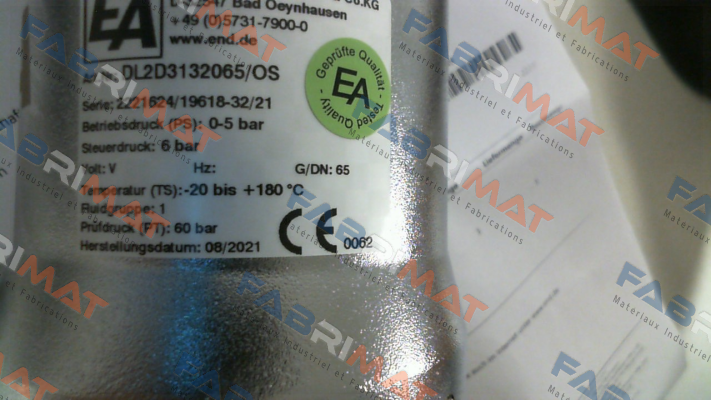 EA
Bad Oeynhausen
+49 (0)5731-7900-0
www.end.de
OL2D3132065/OS
Serie: 2221624/19618-32/21
Betriebsdruck (PS): 0-5 bar
Steuerdruck: 6 bar
Volt: V Hz: G/DN: 65
Temperatur (TS): -20 bis +180 °C
Fluidgruppe: 1
Prüfdruck (PT): 60 bar
Herstellungsdatum: 08/2021
CE 0062
Geprüfte Qualität - Tested Quality -
EA
FABRIMAT
Materiaux Industriel et Fabrications